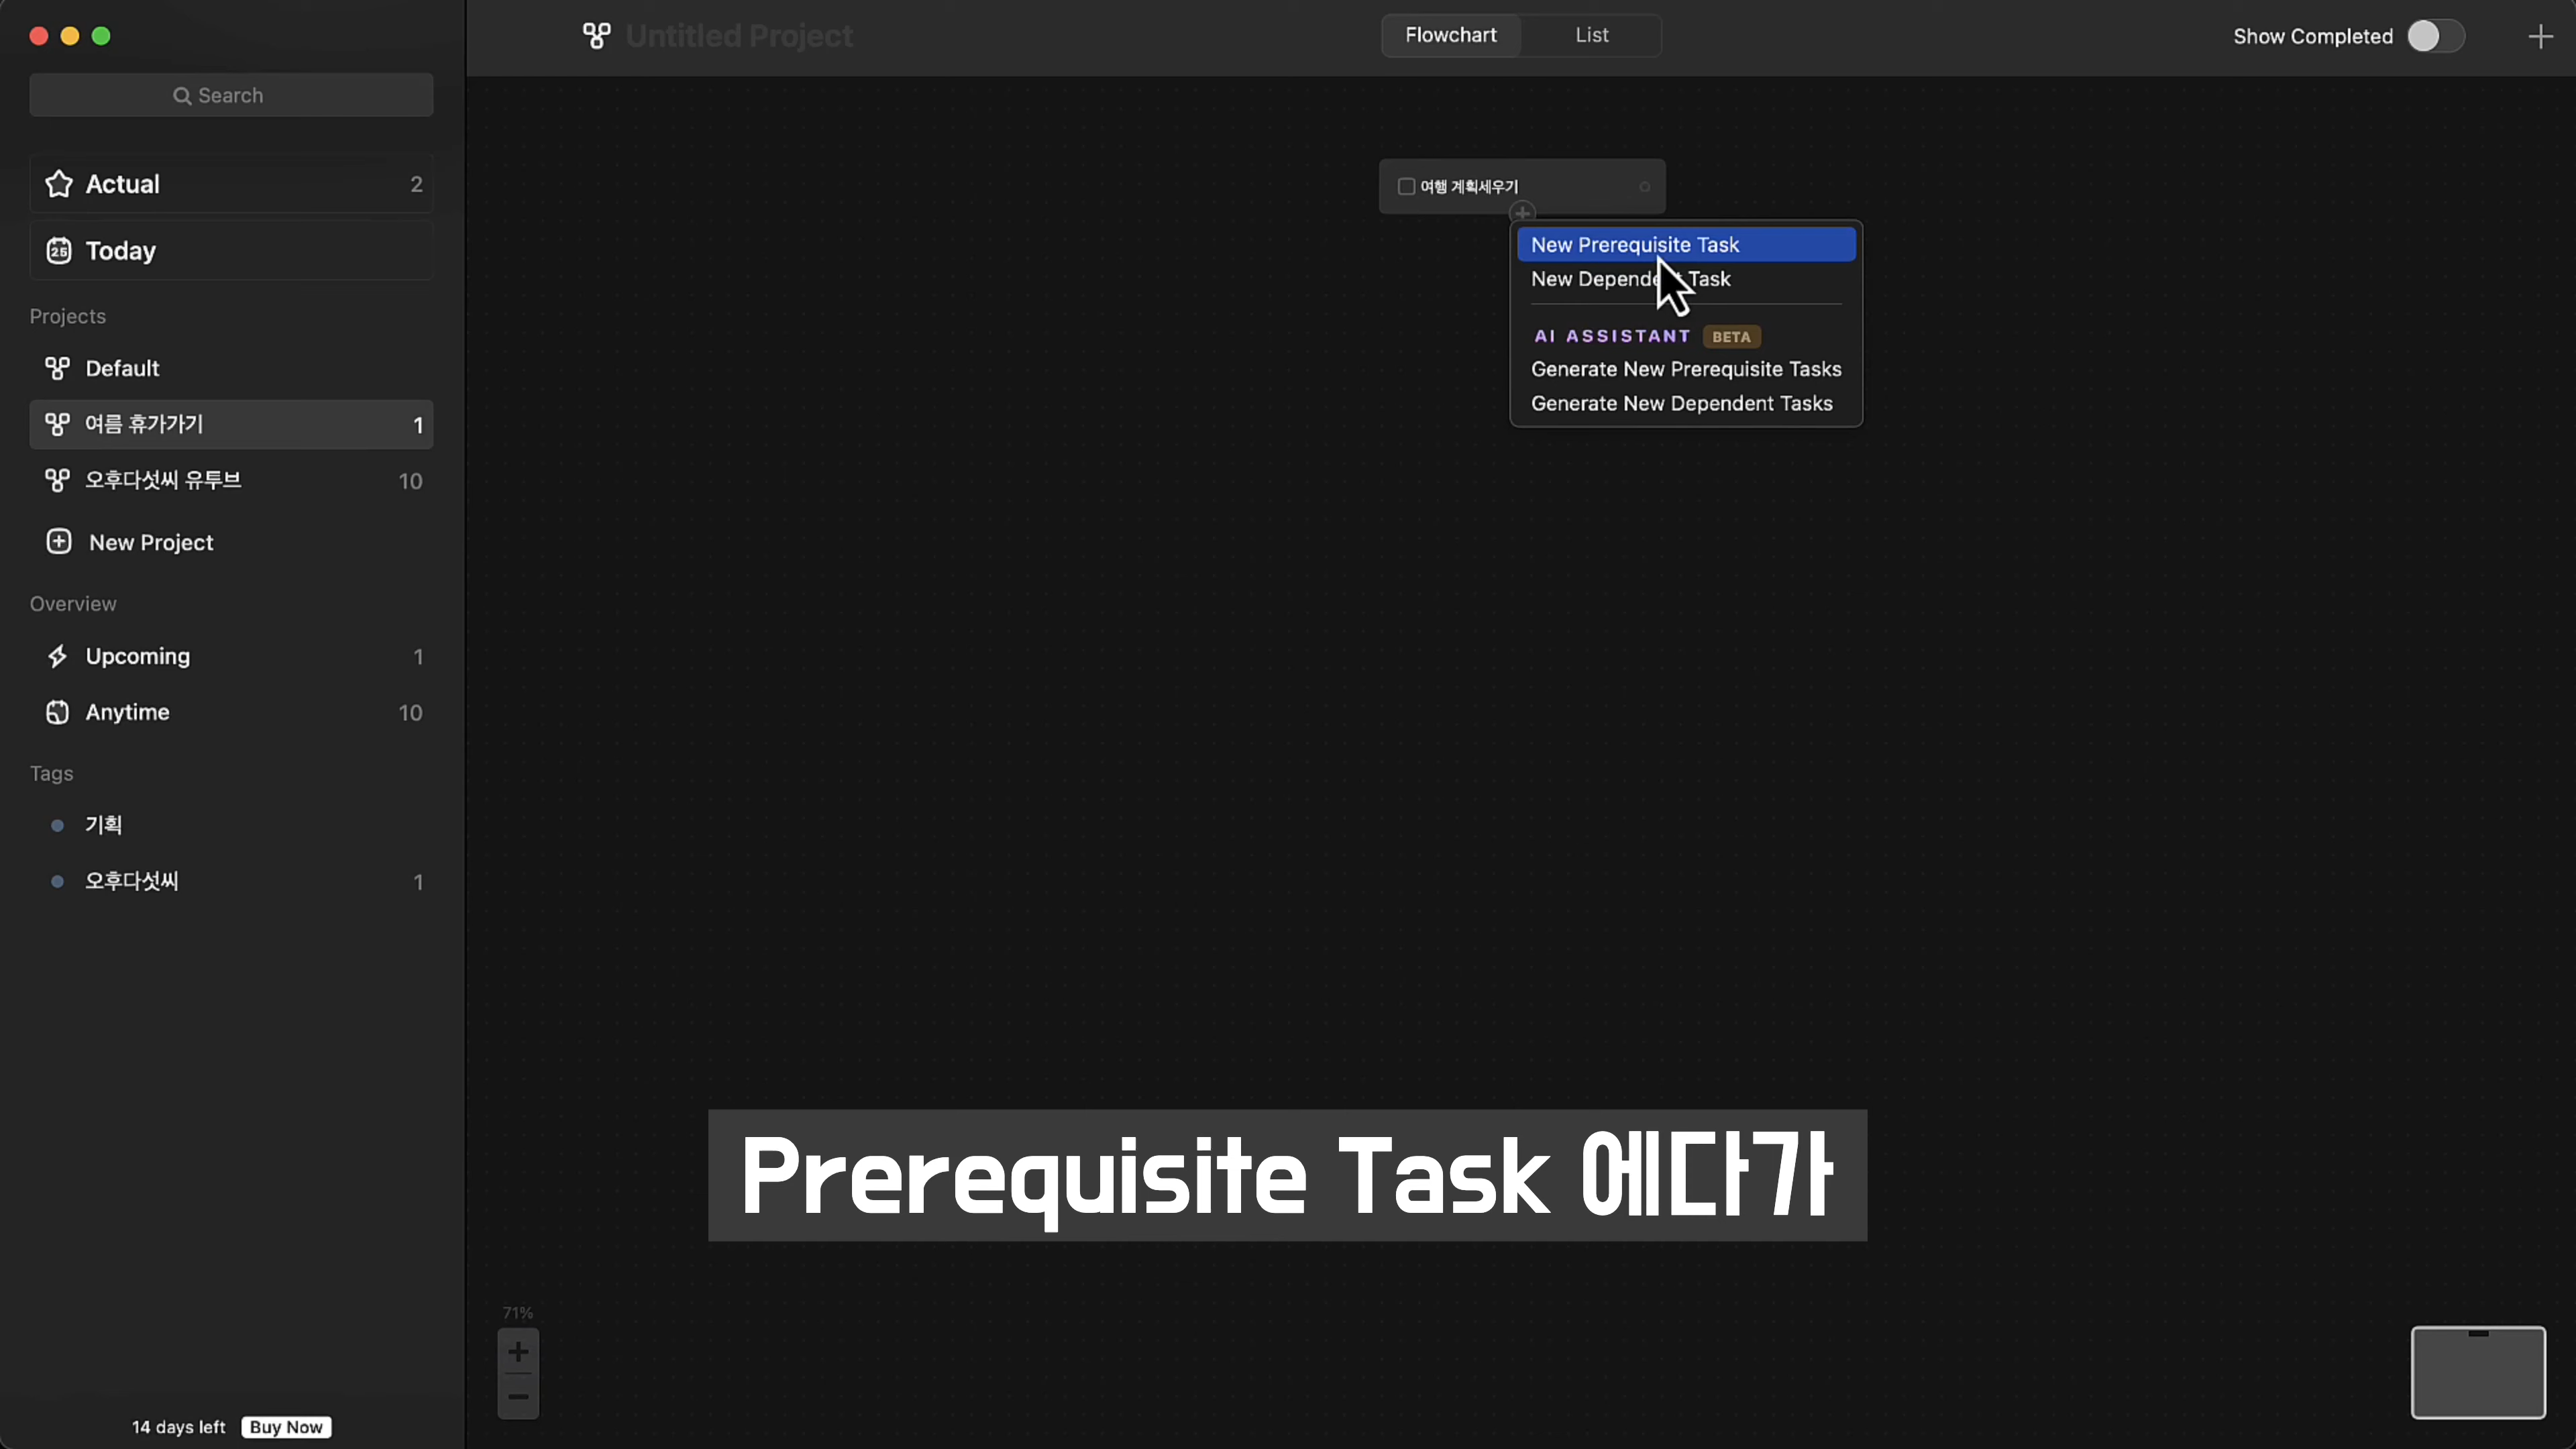 Search
Actual 2
25 Today
Projects
Default
여름 휴가가기 1
오후다섯씨 유투브 10
New Project
Overview
Upcoming 1
Anytime 10
Tags
기획
오후다섯씨 1
14 days left Buy Now
Untitled Project
Flowchart List
Show Completed
여행 계획세우기
New Prerequisite Task
New Dependent Task
AI ASSISTANT BETA
Generate New Prerequisite Tasks
Generate New Dependent Tasks
Prerequisite Task 에다가
71%